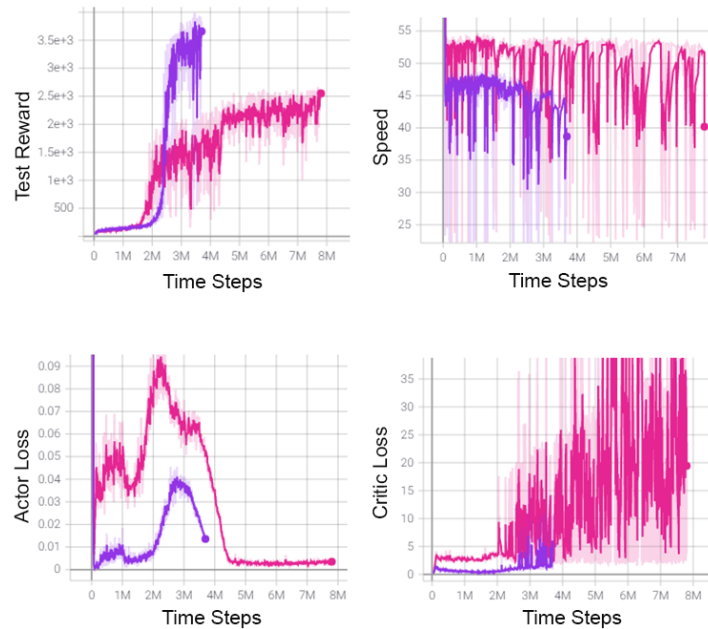 Test Reward
3.5e+3
3e+3
2.5e+3
2e+3
1.5e+3
1e+3
500
0 1M 2M 3M 4M 5M 6M 7M 8M
Time Steps
Speed
55
50
45
40
35
30
25
0 1M 2M 3M 4M 5M 6M 7M
Time Steps
Actor Loss
0.09
0.08
0.07
0.06
0.05
0.04
0.03
0.02
0.01
0
0 1M 2M 3M 4M 5M 6M 7M 8M
Time Steps
Critic Loss
35
30
25
20
15
10
5
0
0 1M 2M 3M 4M 5M 6M 7M 8M
Time Steps